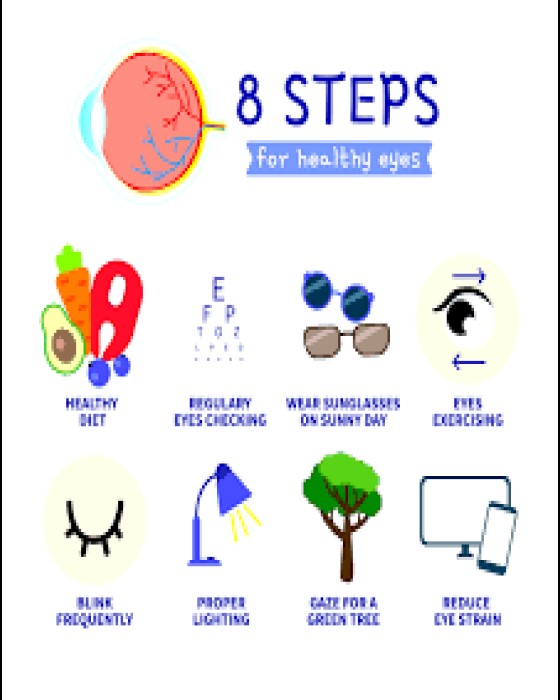 8 STEPS
for healthy eyes
E
F P
T O Z
HEALTHY
DIET
REGULARY
EYES CHECKING
WEAR SUNGLASSES
ON SUNNY DAY
EYES
EXERCISING
BLINK
FREQUENTLY
PROPER
LIGHTING
GAZE FOR A
GREEN TREE
REDUCE
EYE STRAIN